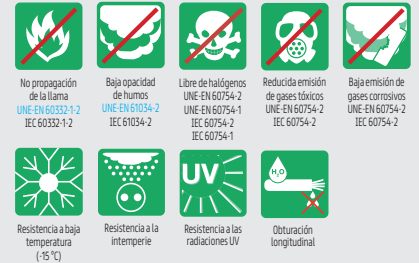 No propagación
de la llama
UNE-EN 60332-1-2
IEC 60332-1-2
Baja opacidad
de humos
UNE-EN 61034-2
IEC 61034-2
Libre de halógenos
UNE-EN 60754-2
UNE-EN 60754-1
IEC 60754-2
IEC 60754-1
Reducida emisión
de gases tóxicos
UNE-EN 60754-2
IEC 60754-2
Baja emisión de
gases corrosivos
UNE-EN 60754-2
IEC 60754-2
Resistencia a baja
temperatura
(-15 °C)
Resistencia a la
intemperie
UV
Resistencia a las
radiaciones UV
H₂O
Obturación
longitudinal